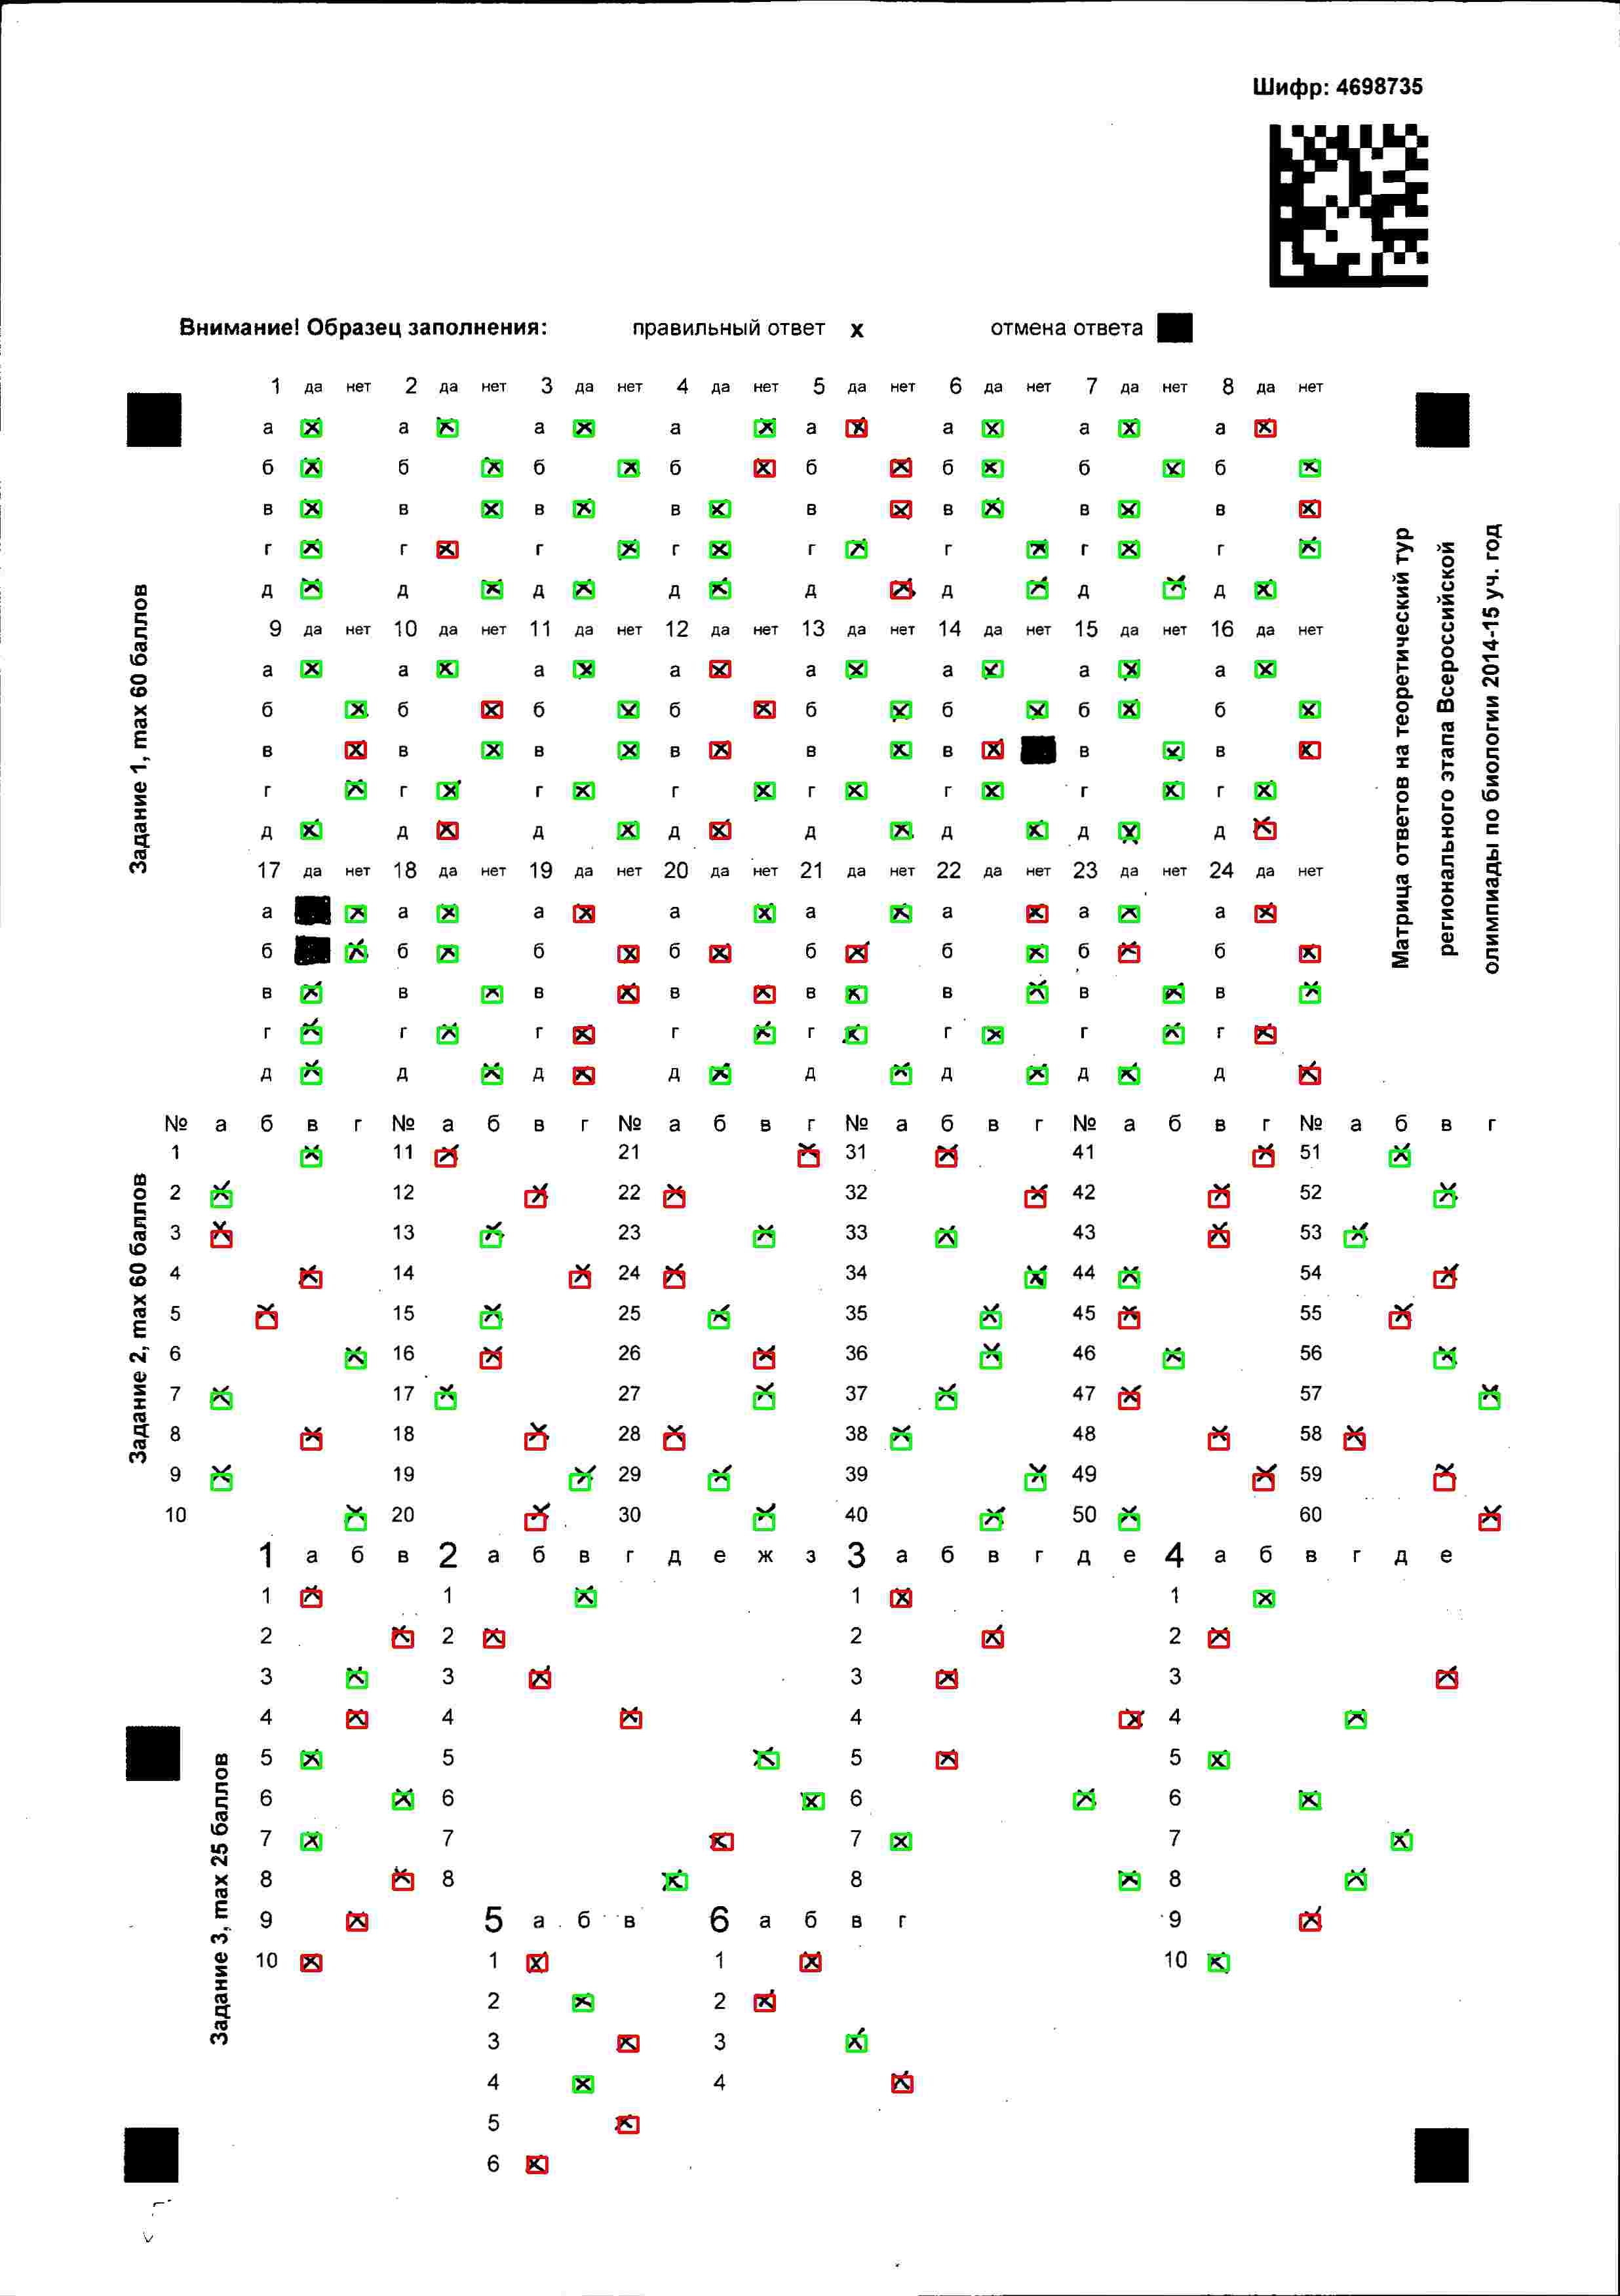 Шифр: 4698735
Внимание! Образец заполнения: правильный ответ х отмена ответа
1 да нет 2 да нет 3 да нет 4 да нет 5 да нет 6 да нет 7 да нет 8 да нет
а а а а а а а а
б б б б б б б б
в в в в в в в в
г г г г г г г г
д д д д д д д д
9 да нет 10 да нет 11 да нет 12 да нет 13 да нет 14 да нет 15 да нет 16 да нет
а а а а а а а а
б б б б б б б б
в в в в в в в в
г г г г г г г г
д д д д д д д д
17 да нет 18 да нет 19 да нет 20 да нет 21 да нет 22 да нет 23 да нет 24 да нет
а а а а а а а а
б б б б б б б б
в в в в в в в в
г г г г г г г г
д д д д д д д д
Задание 1, max 60 баллов
Матрица ответов на теоретический тур
регионального этапа Всероссийской
олимпиады по биологии 2014-15 уч. год
№ а б в г № а б в г № а б в г № а б в г № а б в г № а б в г
1 11 21 31 41 51
2 12 22 32 42 52
3 13 23 33 43 53
4 14 24 34 44 54
5 15 25 35 45 55
6 16 26 36 46 56
7 17 27 37 47 57
8 18 28 38 48 58
9 19 29 39 49 59
10 20 30 40 50 60
Задание 2, max 60 баллов
1 а б в 2 а б в г д е ж з 3 а б в г д е 4 а б в г д е
1 1 1 1
2 2 2 2
3 3 3 3
4 4 4 4
5 5 5 5
6 6 6 6
7 7 7 7
8 8 8 8
9 5 а б в 6 а б в г 9
10 1 1 10
2 2
3 3
4 4
5
6
Задание 3, max 25 баллов